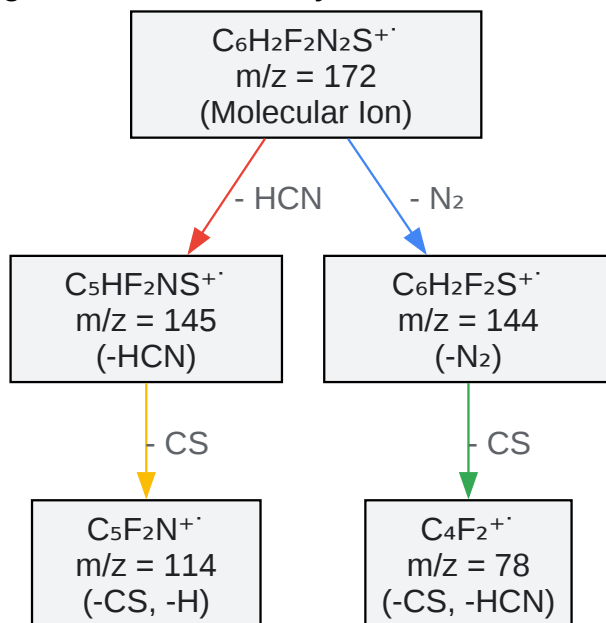 C₆H₂F₂N₂S⁺˙
m/z = 172
(Molecular Ion)
- HCN
- N₂
C₅HF₂NS⁺˙
m/z = 145
(-HCN)
C₆H₂F₂S⁺˙
m/z = 144
(-N₂)
- CS
- CS
C₅F₂N⁺˙
m/z = 114
(-CS, -H)
C₄F₂⁺˙
m/z = 78
(-CS, -HCN)